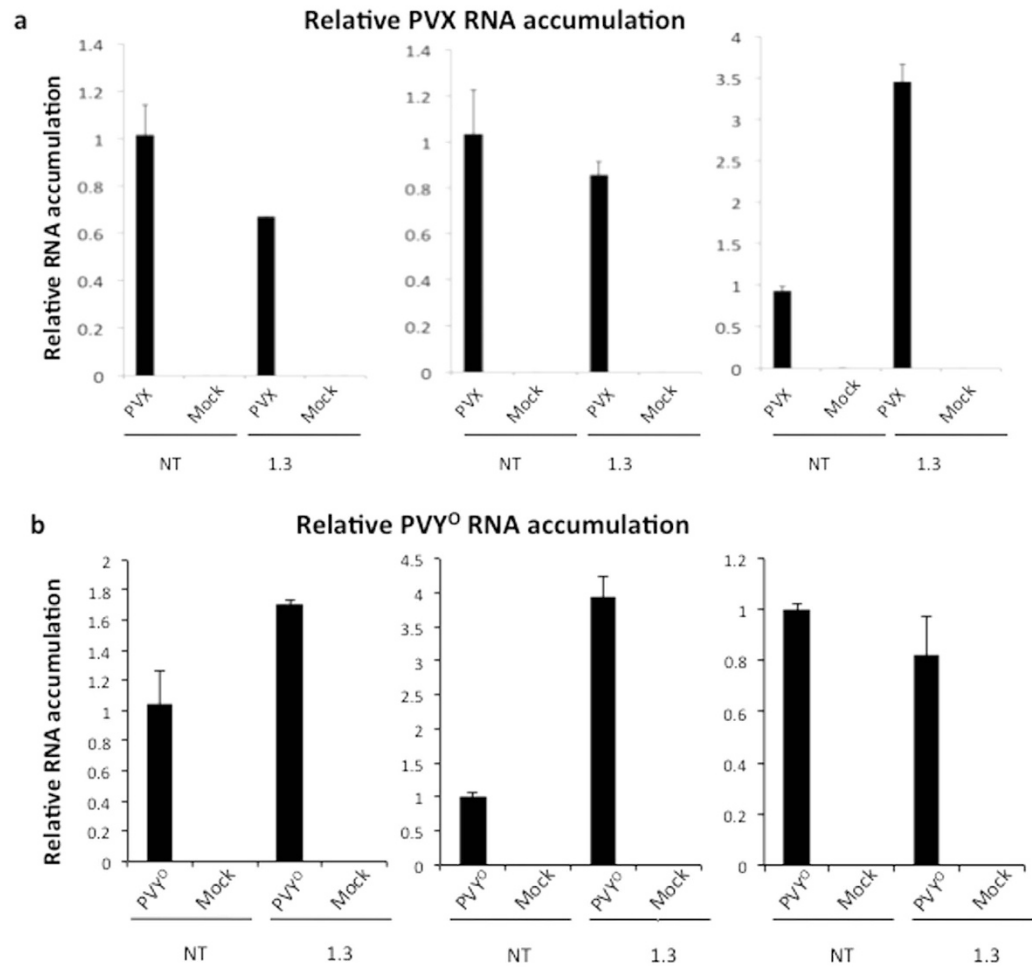 a
Relative PVX RNA accumulation
Relative RNA accumulation
1.4
1.2
1
0.8
0.6
0.4
0.2
0
PVX
Mock
PVX
Mock
NT
1.3
1.4
1.2
1
0.8
0.6
0.4
0.2
0
PVX
Mock
PVX
Mock
NT
1.3
4
3.5
3
2.5
2
1.5
1
0.5
0
PVX
Mock
PVX
Mock
NT
1.3
b
Relative PVYᴼ RNA accumulation
Relative RNA accumulation
2
1.8
1.6
1.4
1.2
1
0.8
0.6
0.4
0.2
0
PVYᴼ
Mock
PVYᴼ
Mock
NT
1.3
4.5
4
3.5
3
2.5
2
1.5
1
0.5
0
PVYᴼ
Mock
PVYᴼ
Mock
NT
1.3
1.2
1
0.8
0.6
0.4
0.2
0
PVYᴼ
Mock
PVYᴼ
Mock
NT
1.3